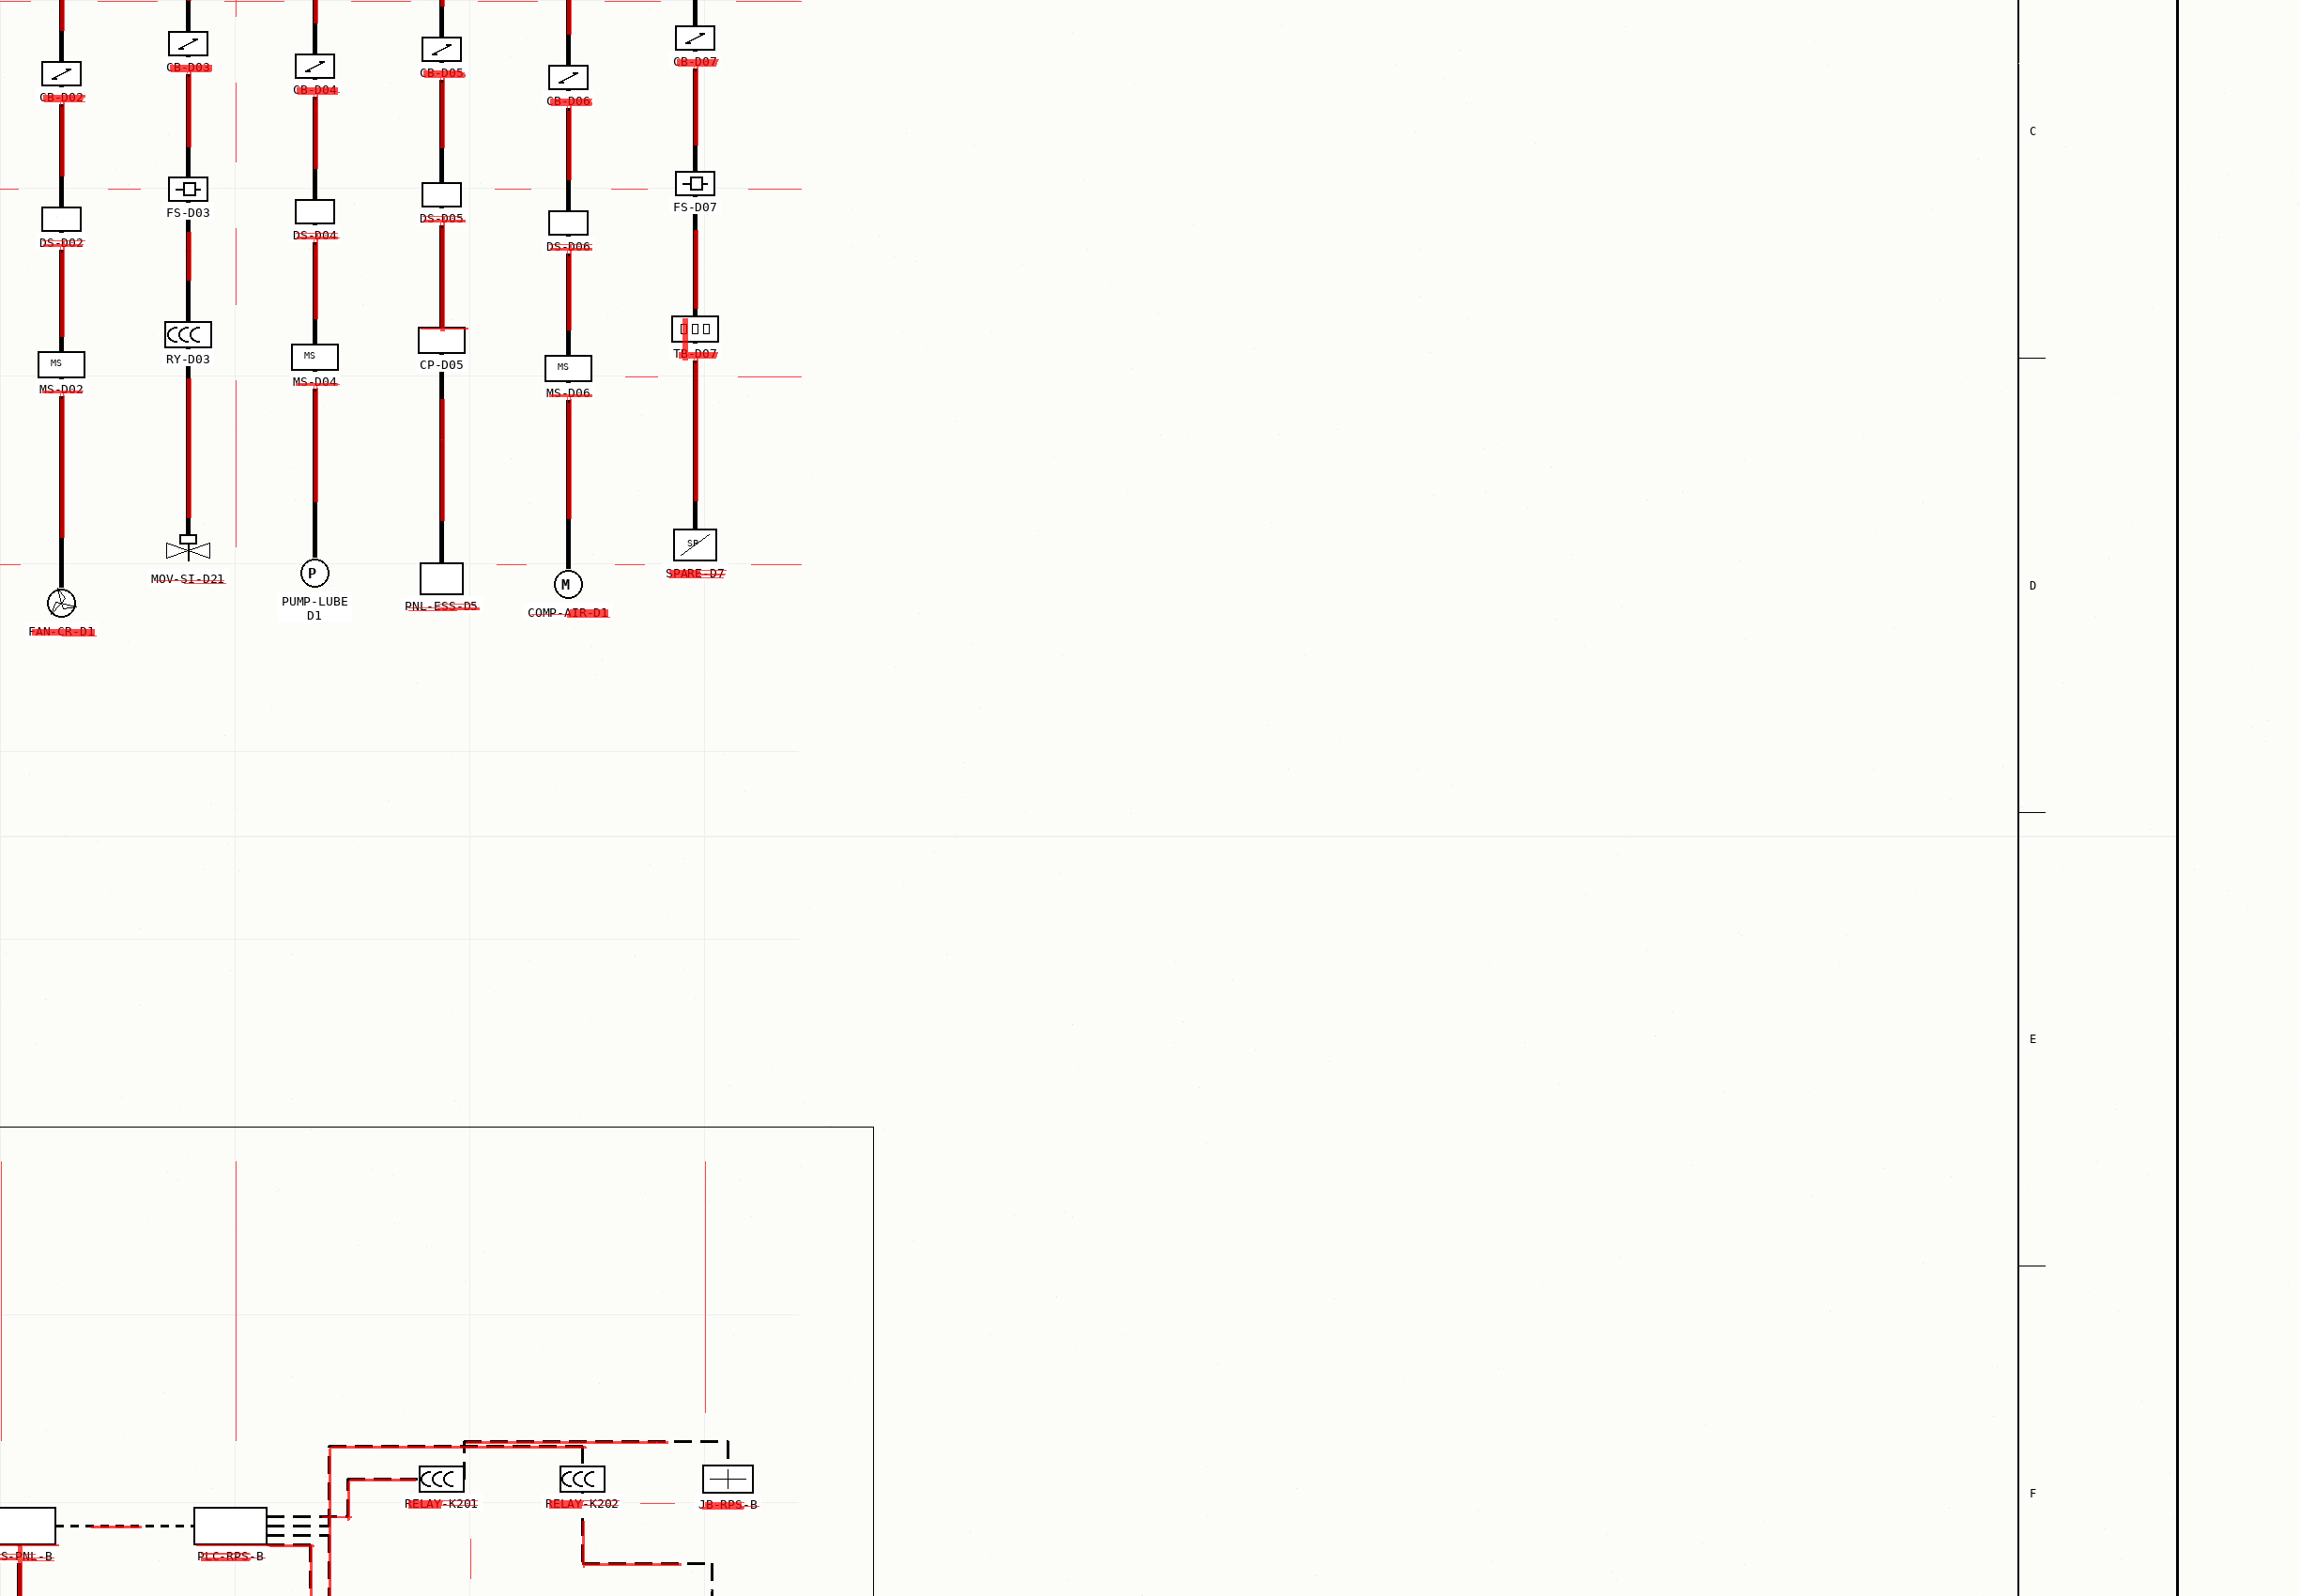 CB-D03
CB-D07
CB-D05
CB-D04
CB-D02
CB-D06
C
FS-D03
FS-D07
DS-D05
DS-D04
DS-D02
DS-D06
RY-D03
TB-D07
MS
MS
MS
CP-D05
MS-D04
MS-D02
MS-D06
SP
P
M
SPARE-D7
MOV-SI-D21
D
PUMP-LUBE
D1
PNL-ESS-D5
COMP-AIR-D1
FAN-CR-D1
E
F
RELAY-K201
RELAY-K202
JB-RPS-B
S-PNL-B
PLC-RPS-B